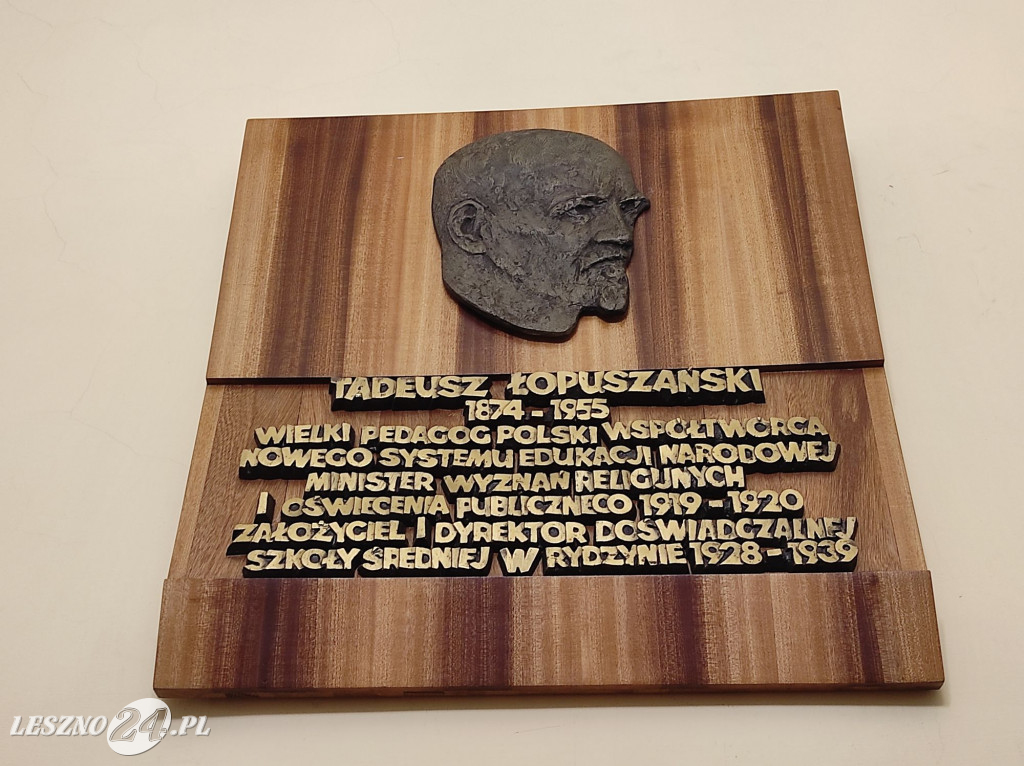 TADEUSZ ŁOPUSZAŃSKI
1874 - 1955
WIELKI PEDAGOG POLSKI WSPÓŁTWÓRCA
NOWEGO SYSTEMU EDUKACJI NARODOWEJ
MINISTER WYZNAŃ RELIGIJNYCH
I OŚWIECENIA PUBLICZNEGO 1919 - 1920
ZAŁOŻYCIEL I DYREKTOR DOŚWIADCZALNEJ
SZKOŁY ŚREDNIEJ W RYDZYNIE 1928 - 1939
LESZNO24.PL